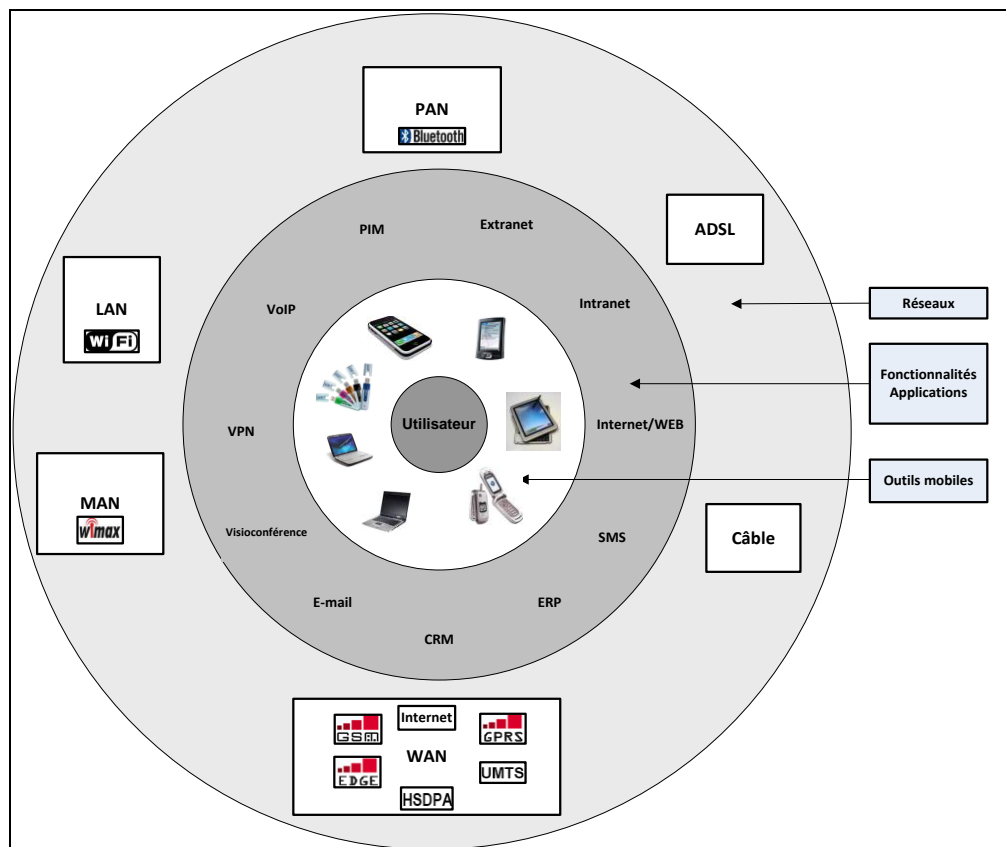 PAN
Bluetooth
PIM
Extranet
ADSL
LAN
WiFi
VoIP
Intranet
Réseaux
Fonctionnalités
Applications
Utilisateur
VPN
Internet/WEB
Outils mobiles
MAN
wimax
Visioconférence
SMS
Câble
E-mail
ERP
CRM
Internet
GSM
GPRS
WAN
EDGE
UMTS
HSDPA